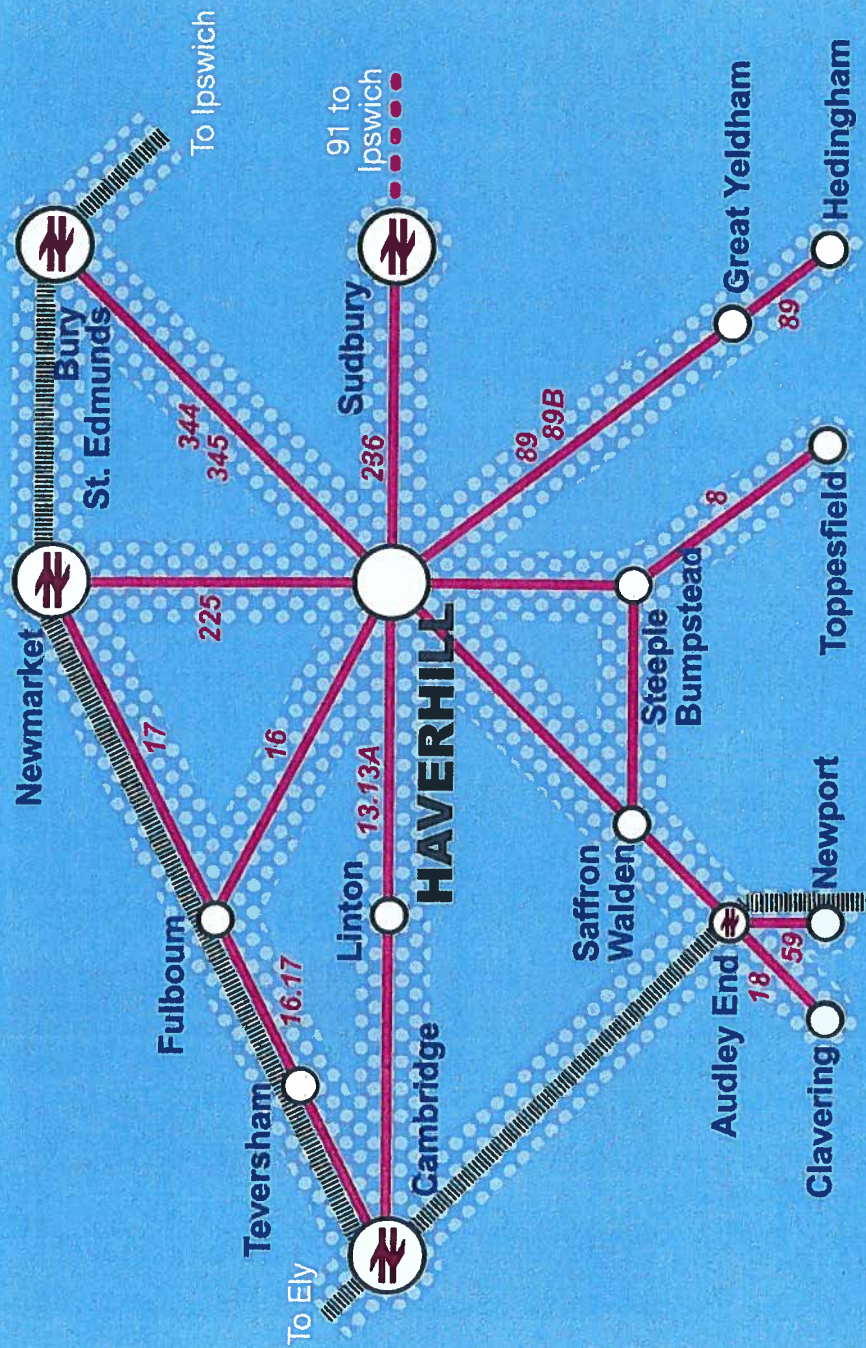 Newmarket
Bury
St. Edmunds
To Ipswich
17
Fulbourn
225
344
345
Teversham
16.17
16
To Ely
Linton
Sudbury
91 to
Ipswich
13.13A
236
Cambridge
HAVERHILL
89
89B
Saffron
Walden
Steeple
Bumpstead
8
Audley End
Great Yeldham
18
59
89
Clavering
Newport
Toppesfield
Hedingham